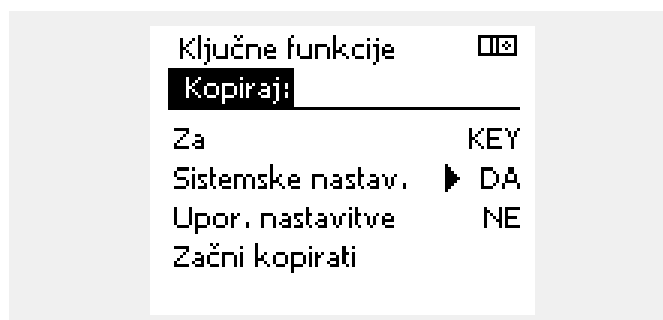 Ključne funkcije
Kopiraj:
Za KEY
Sistemske nastav. DA
Upor. nastavitve NE
Začni kopirati